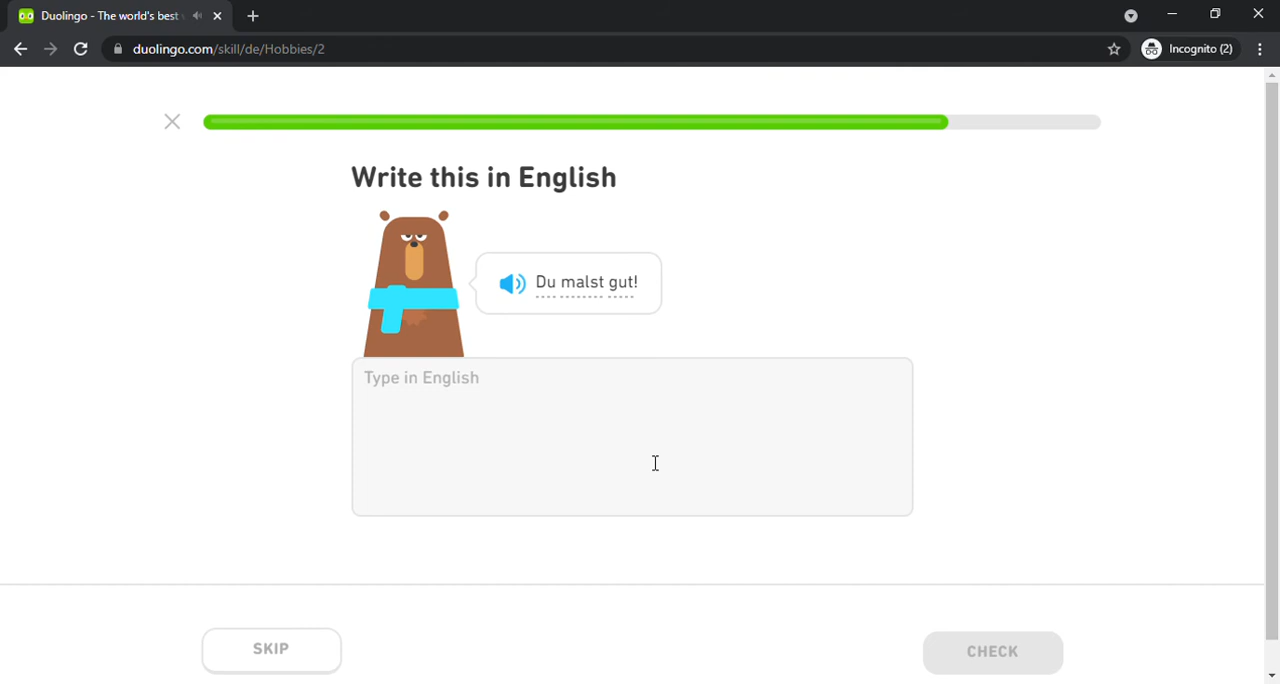 Duolingo - The world's best
duolingo.com/skill/de/Hobbies/2
Incognito (2)
Write this in English
Du malst gut!
Type in English
SKIP
CHECK